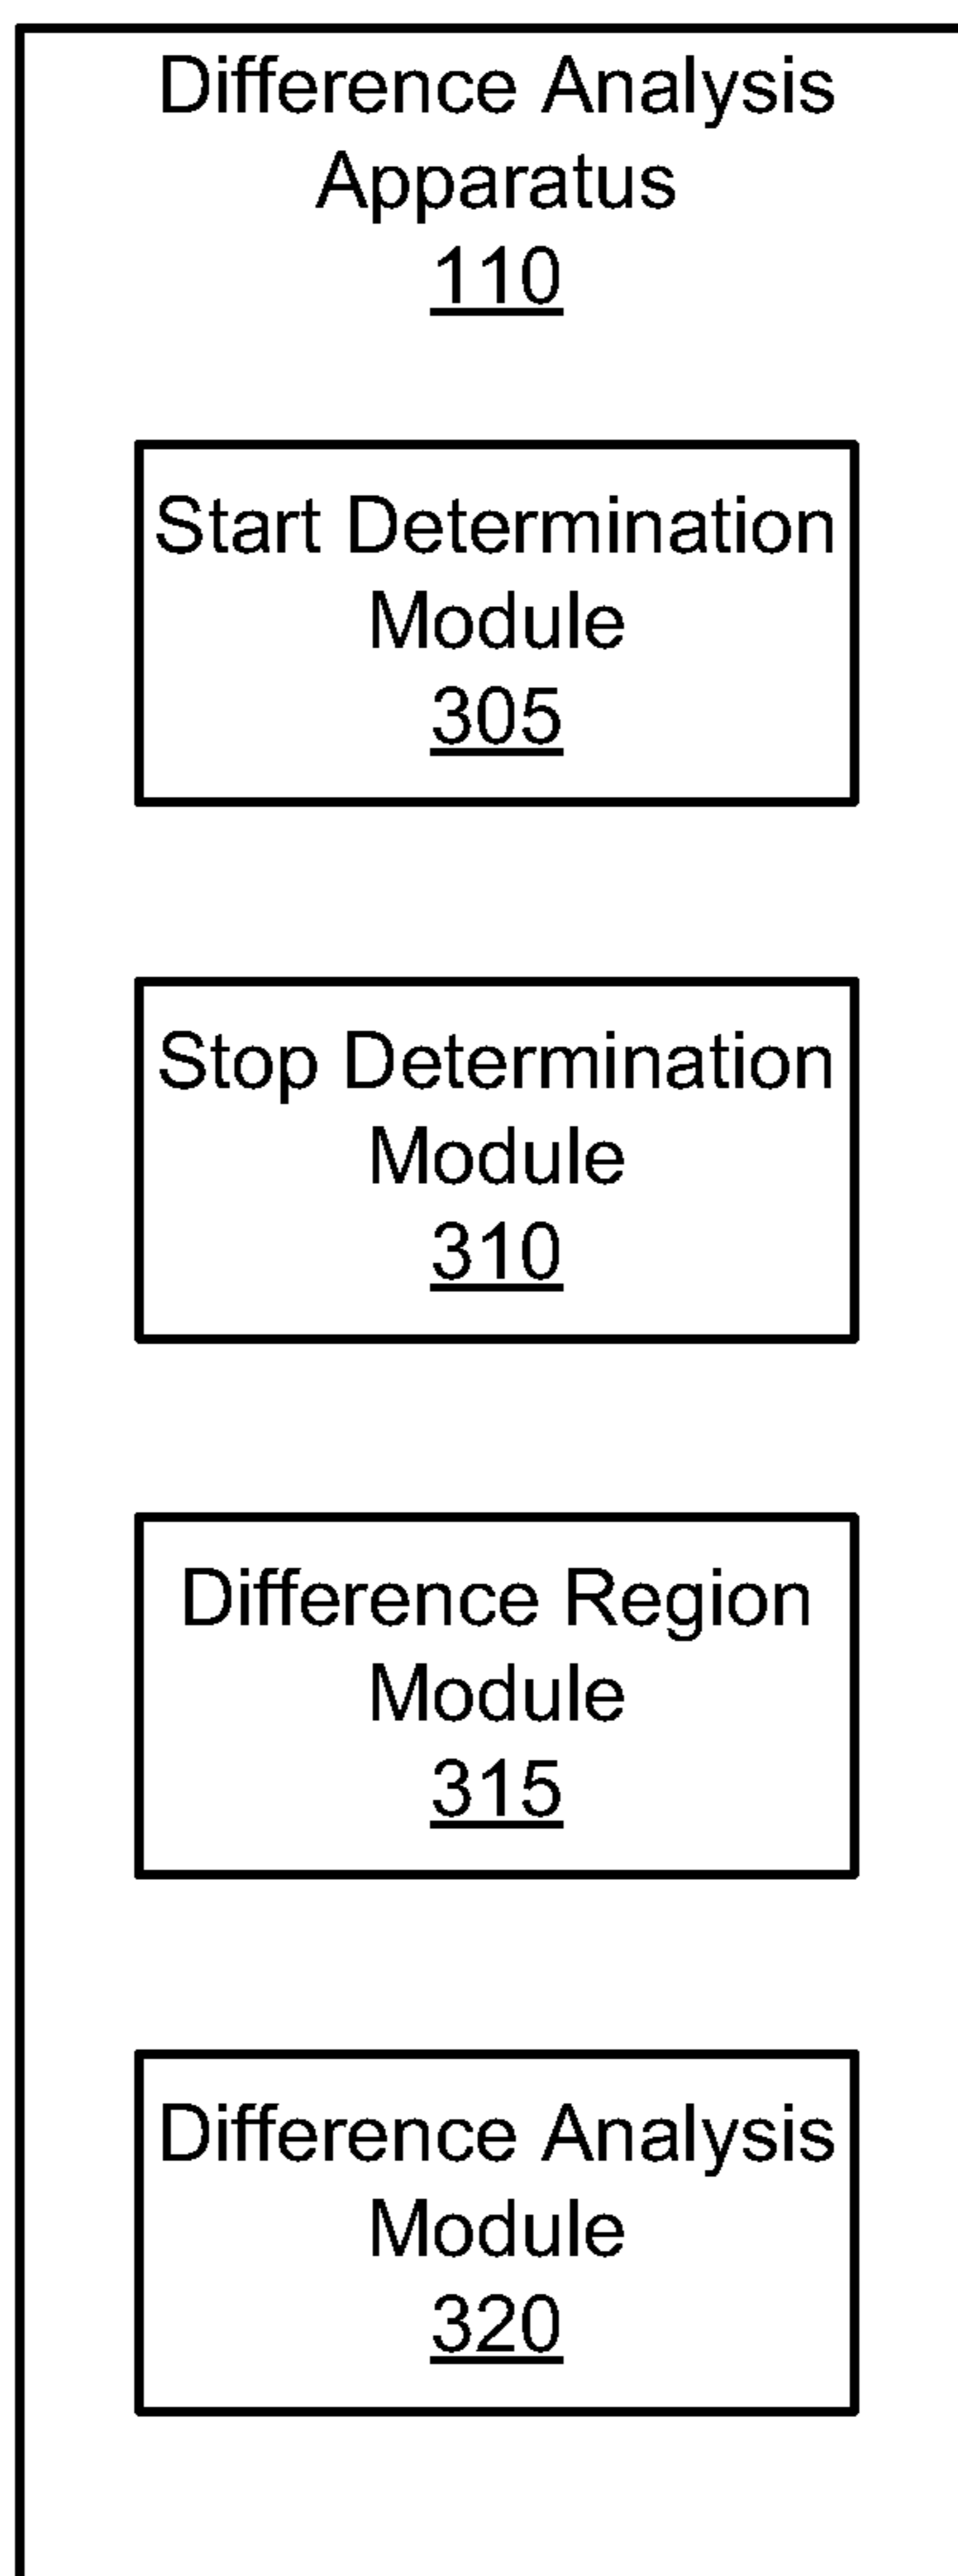 Difference Analysis
Apparatus
110
Start Determination
Module
305
Stop Determination
Module
310
Difference Region
Module
315
Difference Analysis
Module
320